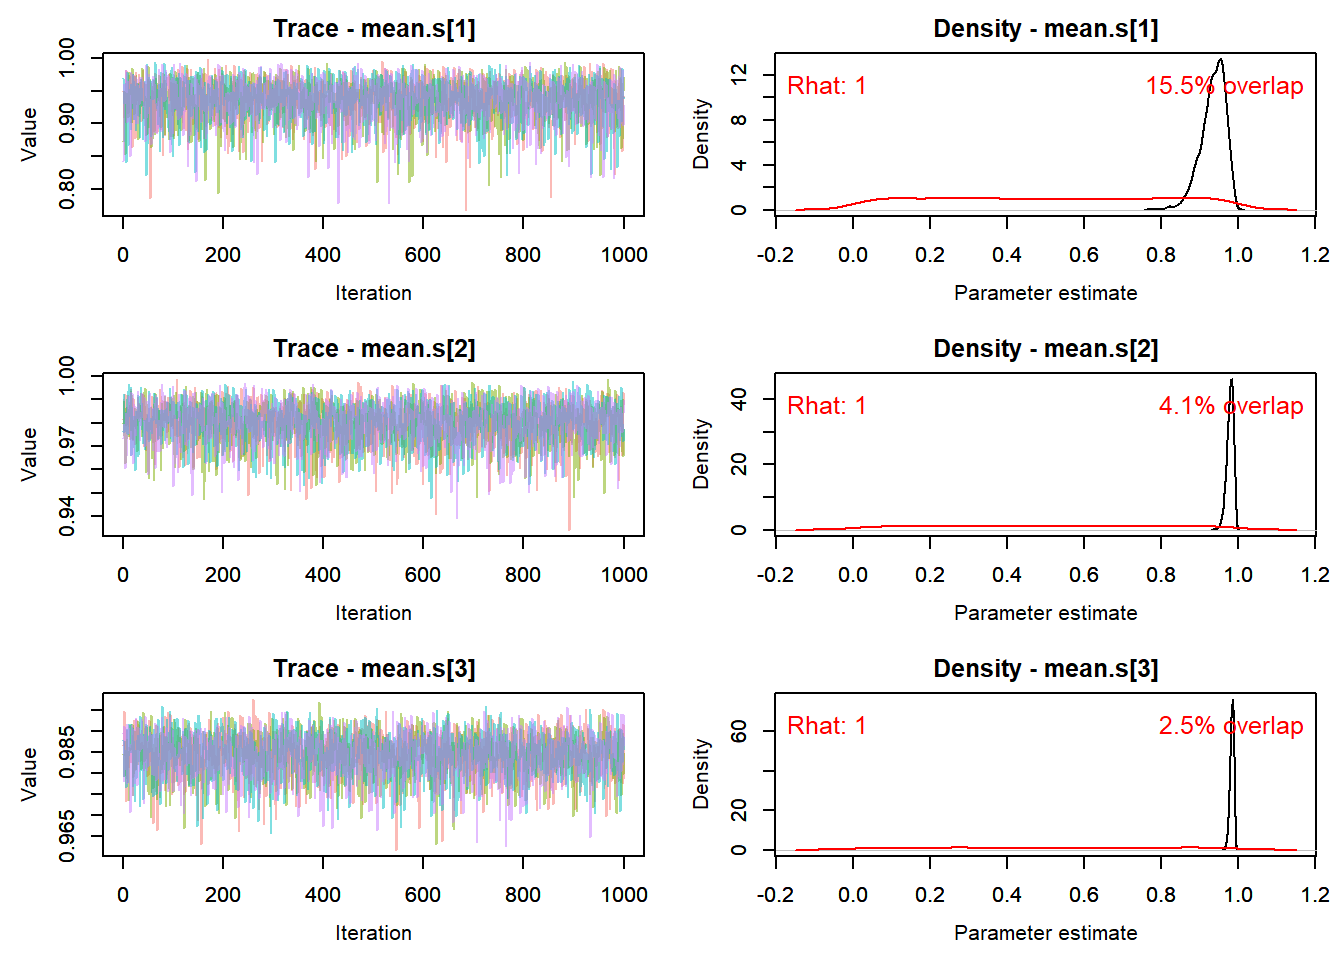 Trace - mean.s[1]
Value
1.00
0.90
0.80
0 200 400 600 800 1000
Iteration
Density - mean.s[1]
Density
12
8
4
0
Rhat: 1
15.5% overlap
-0.2 0.0 0.2 0.4 0.6 0.8 1.0 1.2
Parameter estimate
Trace - mean.s[2]
Value
1.00
0.97
0.94
0 200 400 600 800 1000
Iteration
Density - mean.s[2]
Density
40
20
0
Rhat: 1
4.1% overlap
-0.2 0.0 0.2 0.4 0.6 0.8 1.0 1.2
Parameter estimate
Trace - mean.s[3]
Value
0.985
0.965
0 200 400 600 800 1000
Iteration
Density - mean.s[3]
Density
60
20
0
Rhat: 1
2.5% overlap
-0.2 0.0 0.2 0.4 0.6 0.8 1.0 1.2
Parameter estimate